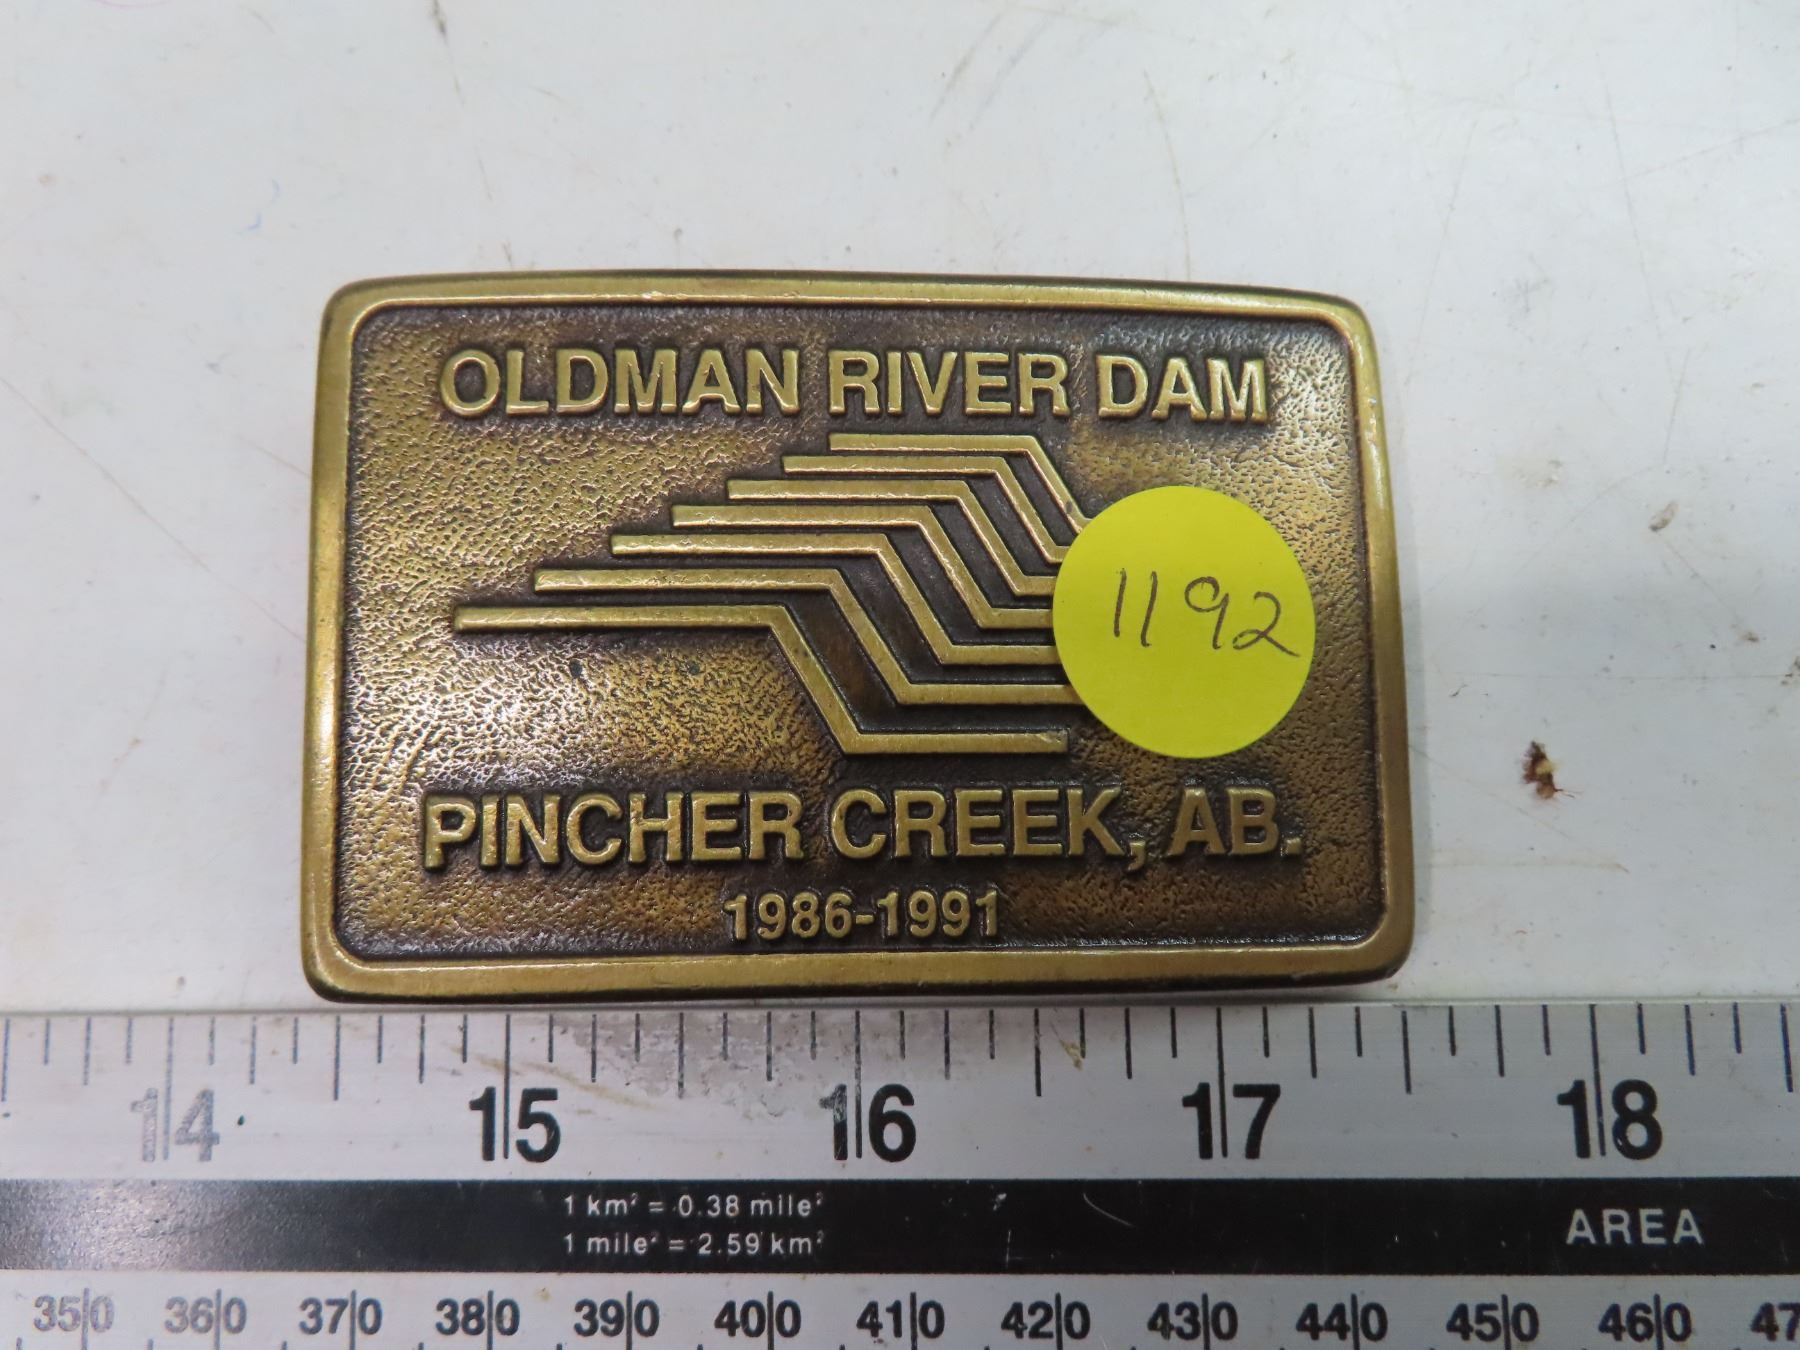 OLDMAN RIVER DAM
1192
PINCHER CREEK, AB.
1986-1991
14 15 16 17 18
1 km² = 0.38 mile²
1 mile² = 2.59 km²
AREA
350 360 370 380 390 400 410 420 430 440 450 460 47